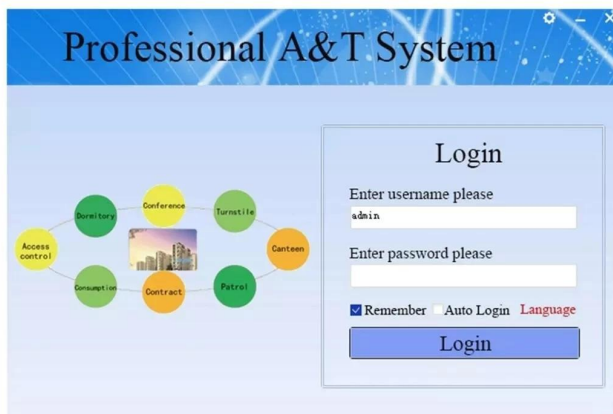 Professional A&T System
Conference
Dormitory
Turnstile
Access
control
Canteen
Consumption
Contract
Patrol
Login
Enter username please
admin
Enter password please
Remember
Auto Login
Language
Login